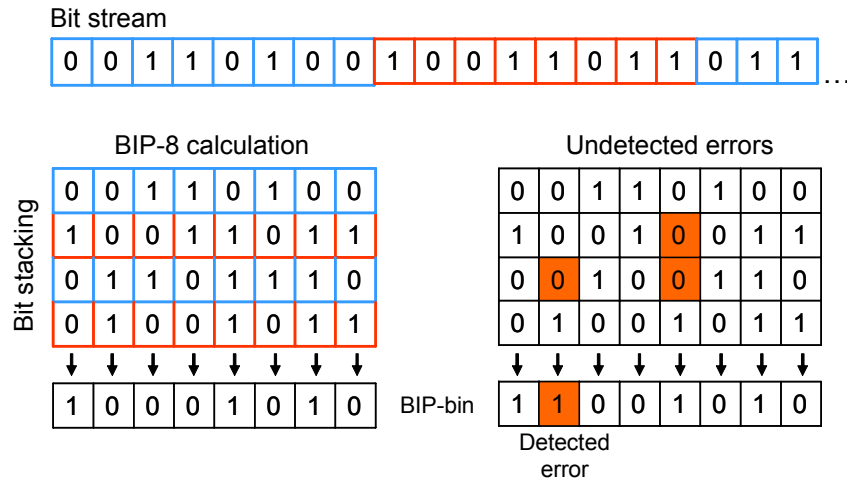 Bit stream
0 0 1 1 0 1 0 0 1 0 0 1 1 0 1 1 0 1 1 ...
BIP-8 calculation
Undetected errors
Bit stacking
0 0 1 1 0 1 0 0
1 0 0 1 1 0 1 1
0 1 1 0 1 1 1 0
0 1 0 0 1 0 1 1
1 0 0 0 1 0 1 0
0 0 1 1 0 1 0 0
1 0 0 1 0 0 1 1
0 0 1 0 0 1 1 0
0 1 0 0 1 0 1 1
BIP-bin
1 1 0 0 1 0 1 0
Detected
error